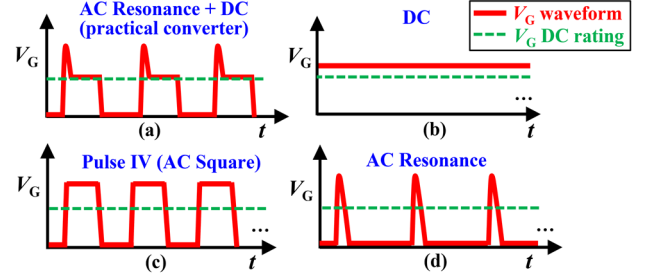 AC Resonance + DC
(practical converter)
V_G
(a)
t
DC
V_G waveform
V_G DC rating
V_G
...
(b)
t
Pulse IV (AC Square)
V_G
...
(c)
t
AC Resonance
V_G
...
(d)
t